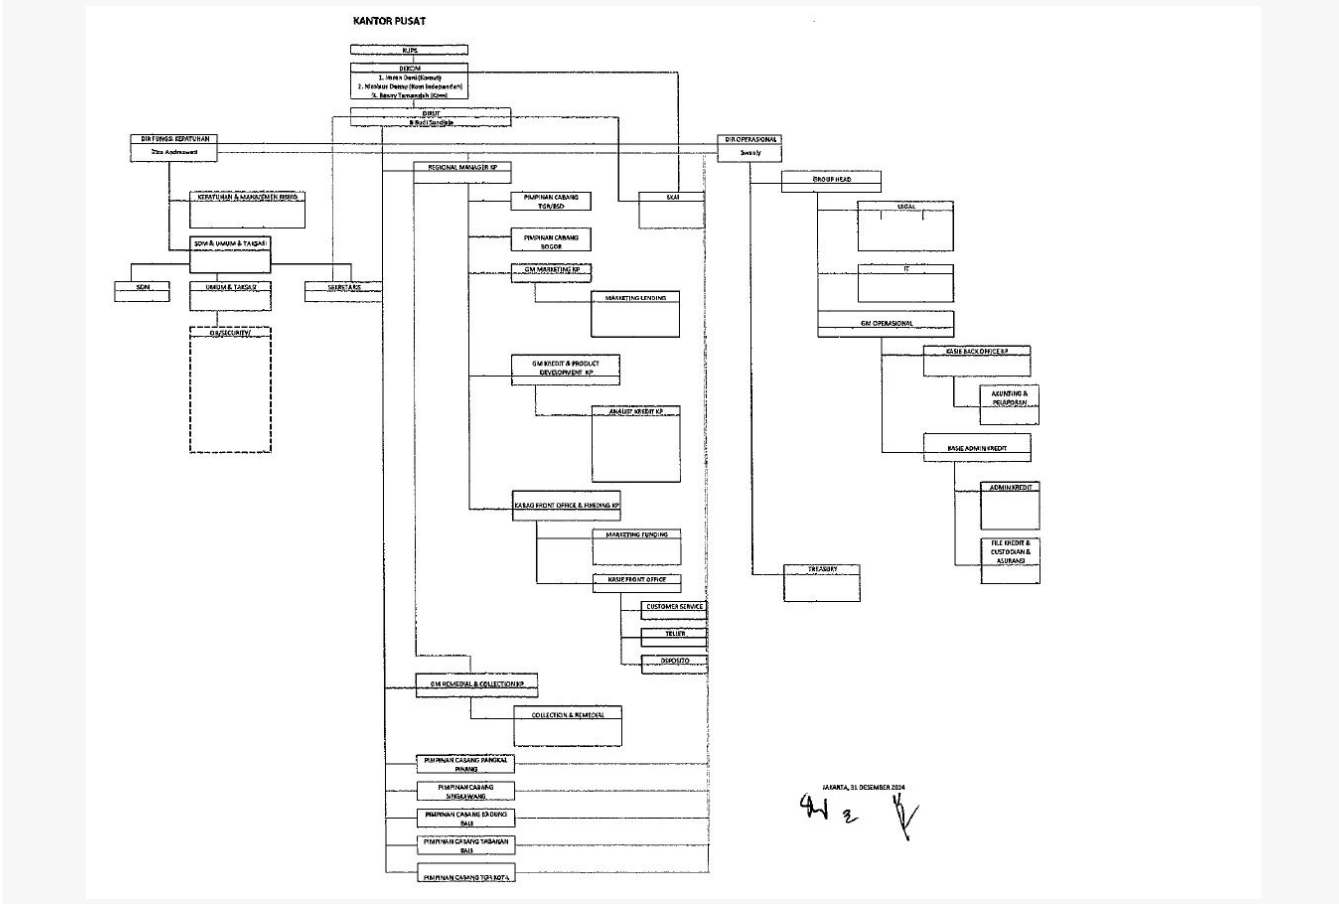 KANTOR PUSAT
RUPS
DEKOM
1. Imron Dani (Komut)
2. Nicolaus Denny (Kom Independen)
3. Benny Temanajah (Kom)
DIRUT
B Budi Sandjaja
DIR FUNGSI KEPATUHAN
DIR OPERASIONAL
REGIONAL MANAGER KP
GROUP HEAD
KEPATUHAN & MANAJEMEN RISIKO
PIMPINAN CABANG
TGR/BSD
SKAI
LEGAL
PIMPINAN CABANG
BOGOR
SDM & UMUM & TAKSASI
GM MARKETING KP
IT
SDM
UMUM & TAKSASI
SEKRETARIS
MARKETING LENDING
GM OPERASIONAL
OB/SECURITY/
KASIE BACK OFFICE KP
GM KREDIT & PRODUCT
DEVELOPMENT KP
AKUNTING &
PELAPORAN
ANALIST KREDIT KP
KASIE ADMIN KREDIT
ADMIN KREDIT
KABAG FRONT OFFICE & FUNDING KP
MARKETING FUNDING
FILE KREDIT &
CUSTODIAN &
ASURANSI
TREASURY
KASIE FRONT OFFICE
CUSTOMER SERVICE
TELLER
DEPOSITO
GM REMEDIAL & COLLECTION KP
COLLECTION & REMEDIAL
PIMPINAN CABANG PANGKAL
PINANG
PIMPINAN CABANG
SINGKAWANG
PIMPINAN CABANG BADUNG
BALI
PIMPINAN CABANG TABANAN
BALI
PIMPINAN CABANG TGR KOTA
JAKARTA, 31 DESEMBER 2024